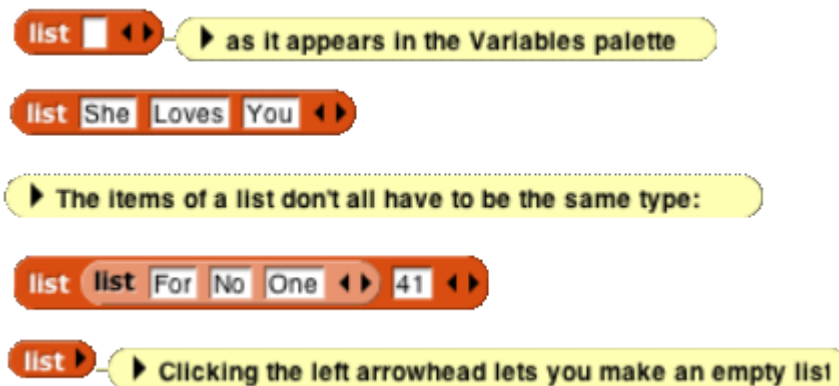 list as it appears in the Variables palette
list She Loves You
The items of a list don't all have to be the same type:
list list For No One 41
list Clicking the left arrowhead lets you make an empty list